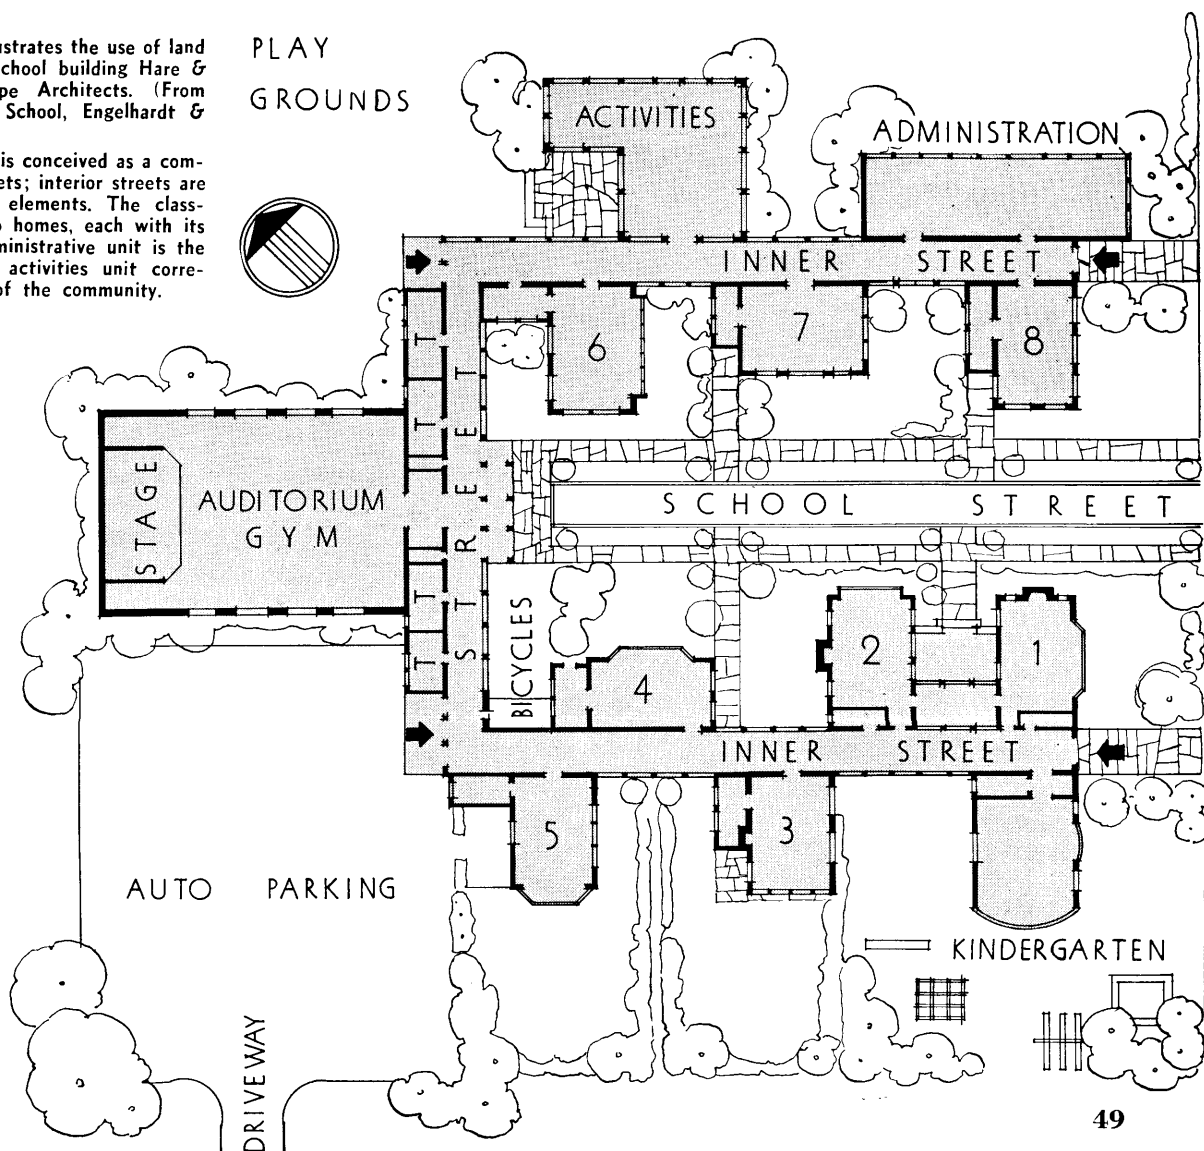 ustrates the use of land
chool building Hare &
pe Architects. (From
School, Engelhardt &
is conceived as a com-
ets; interior streets are
elements. The class-
homes, each with its
ministrative unit is the
activities unit corre-
of the community.
PLAY
GROUNDS
ACTIVITIES
ADMINISTRATION
INNER STREET
6
7
8
T
T
STREET
STAGE
AUDITORIUM
GYM
SCHOOL STREET
T
T
BICYCLES
4
2
1
INNER STREET
5
3
AUTO PARKING
KINDERGARTEN
DRIVEWAY
49